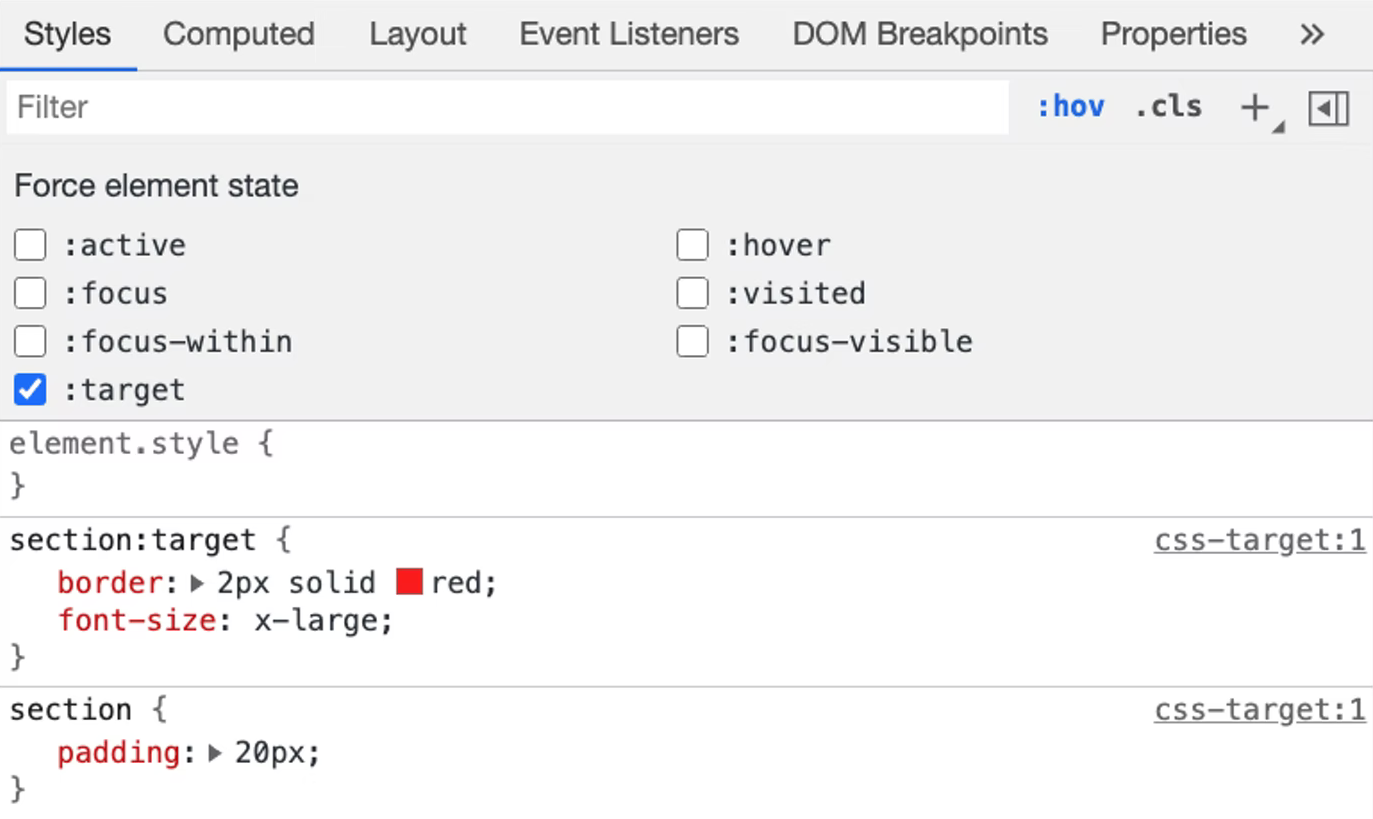 Styles Computed Layout Event Listeners DOM Breakpoints Properties »
Filter :hov .cls +
Force element state
:active :hover
:focus :visited
:focus-within :focus-visible
:target
element.style {
}
section:target { css-target:1
border: 2px solid red;
font-size: x-large;
}
section { css-target:1
padding: 20px;
}